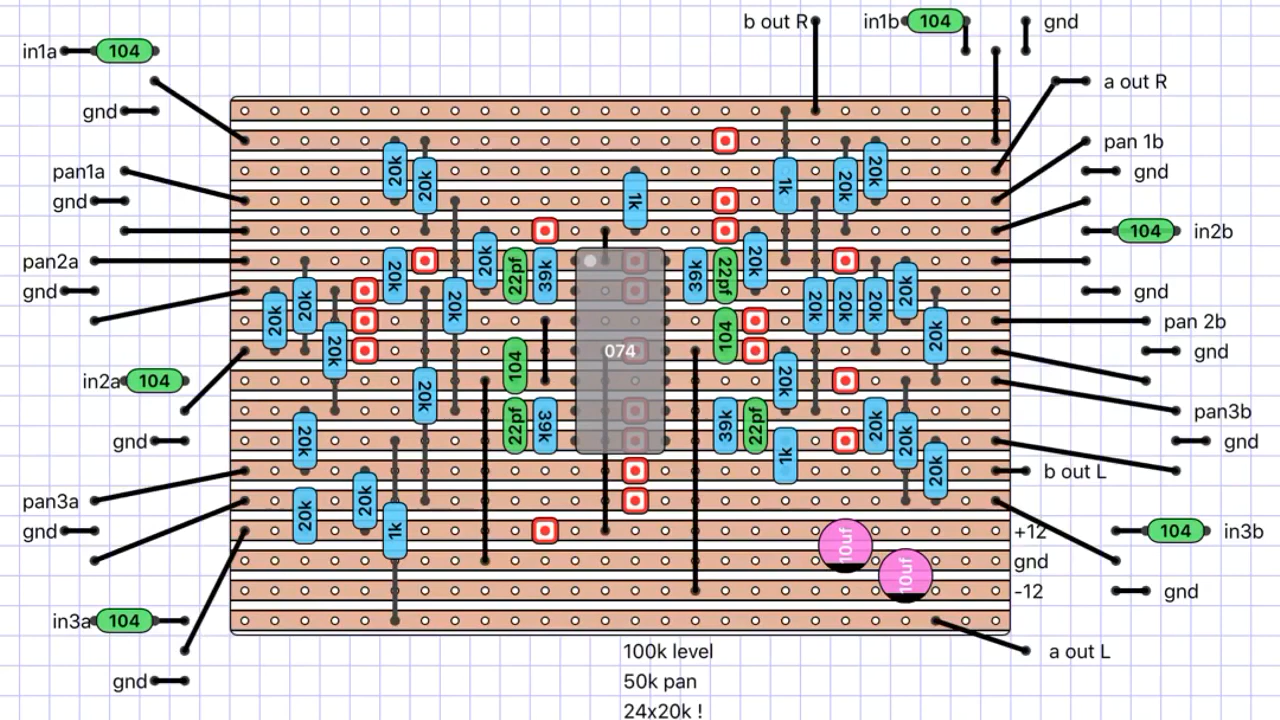 b out R
in1b 104
gnd
in1a 104
a out R
gnd
pan 1b
pan1a
20k
20k
1k
1k
20k
20k
gnd
gnd
104 in2b
pan2a
20k
20k
22pf
39k
39k
22pf
20k
gnd
20k
20k
20k
20k
20k
20k
20k
20k
gnd
pan 2b
20k
104
074
104
20k
gnd
in2a 104
20k
20k
pan3b
gnd
20k
22pf
39k
39k
22pf
1k
20k
20k
20k
gnd
b out L
pan3a
gnd
20k
20k
1k
10uf
10uf
+12
gnd
-12
104 in3b
gnd
in3a 104
gnd
a out L
100k level
50k pan
24x20k !